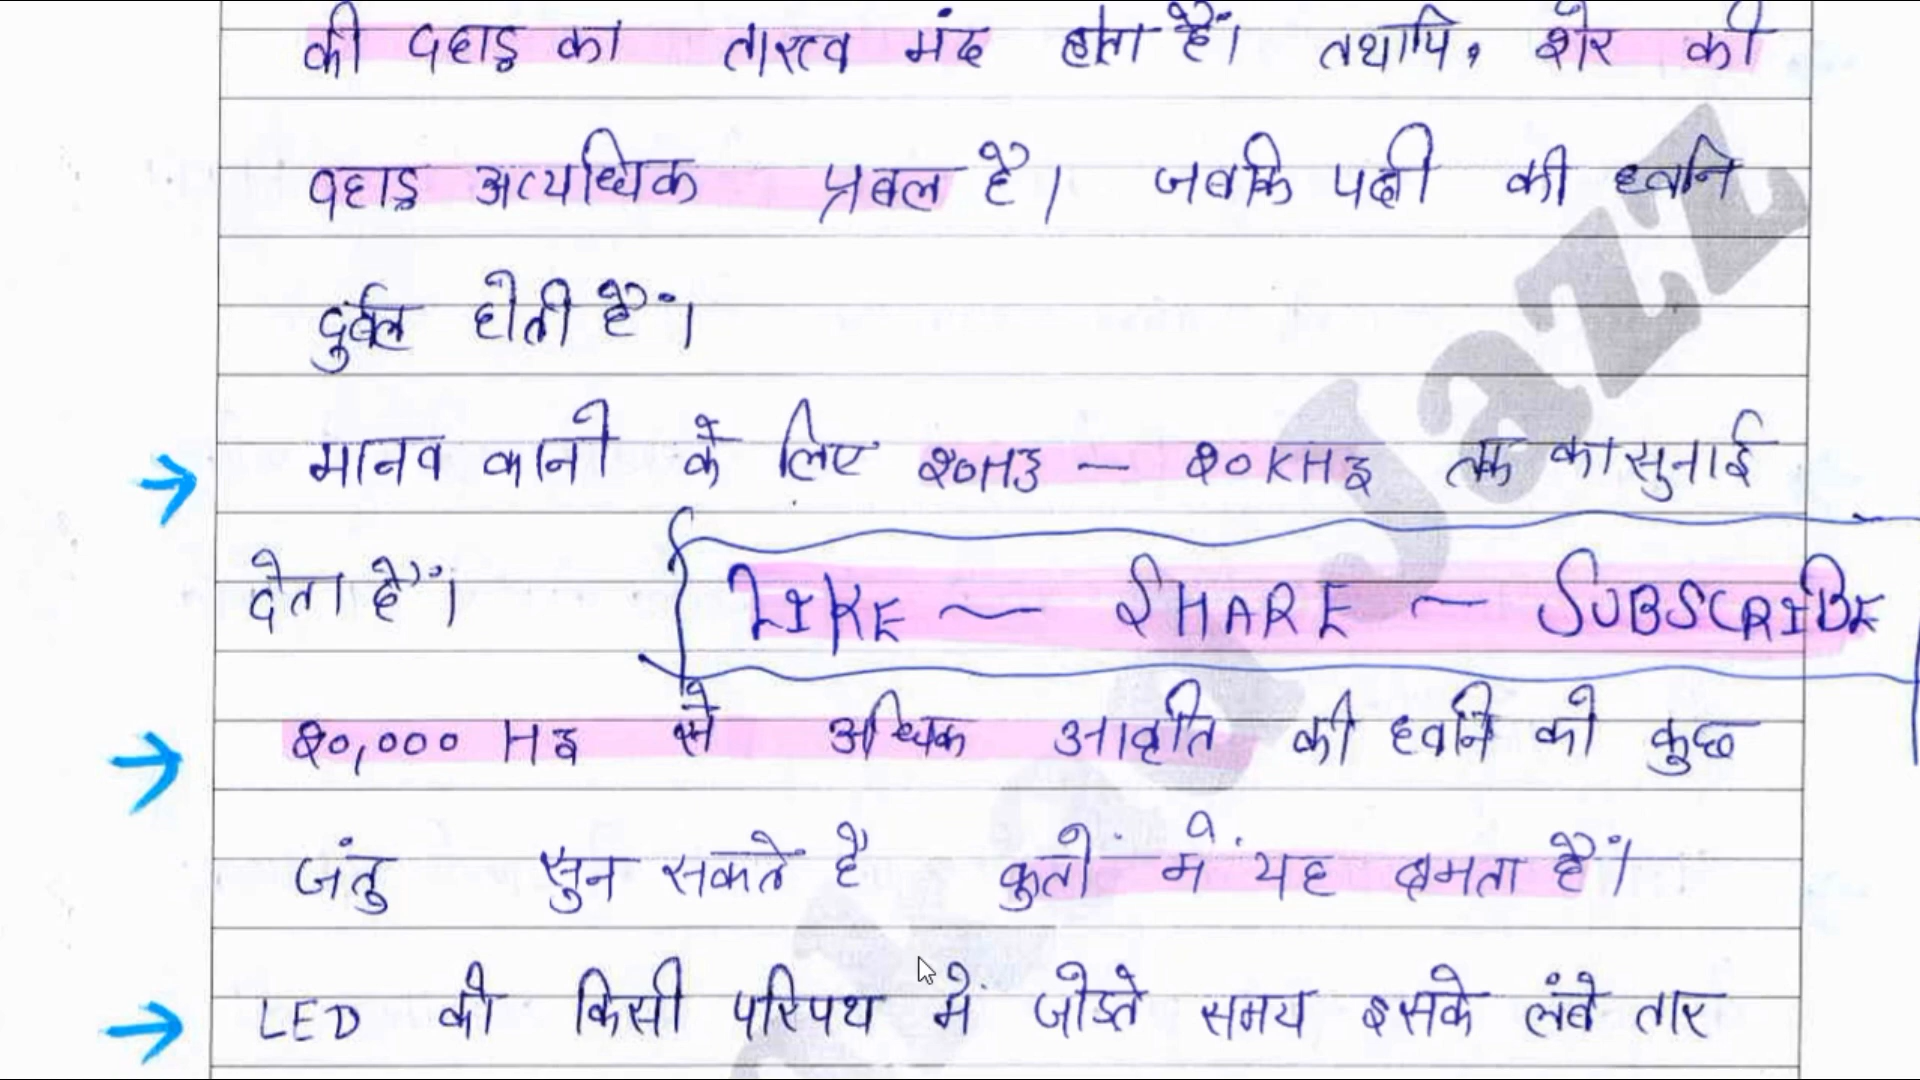 की दहाड़ का तारत्व मंद होता हैं। तथापि, शेर की
दहाड़ अत्यधिक प्रबल है। जबकि पक्षी की ध्वनि
दुर्बल होती हैं।
मानव कानो के लिए 20Hz – 20KHz तक का सुनाई
देता हैं।
LIKE ~ SHARE ~ SUBSCRIBE
20,000 Hz से अधिक आवृति की ध्वनि को कुछ
जंतु सुन सकते है कुतो में यह क्षमता हैं।
LED को किसी परिपथ में जोड़ते समय इसके लंबे तार
Jazz